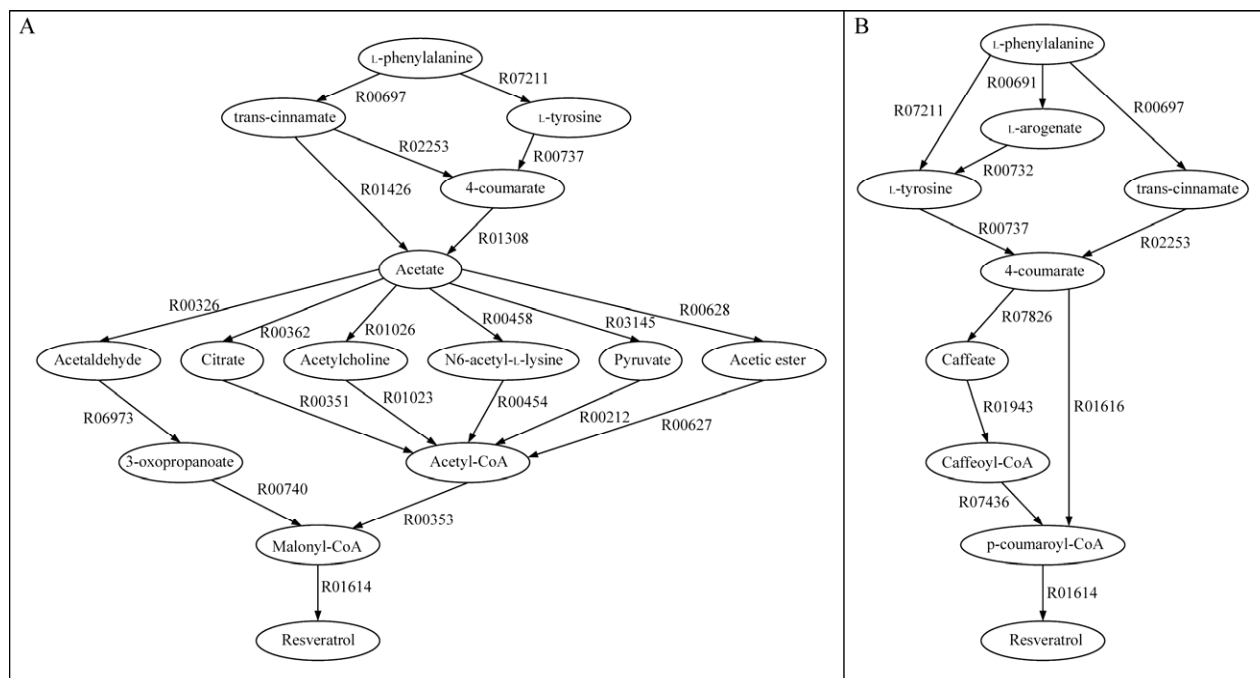 A
L-phenylalanine
R00697
R07211
trans-cinnamate
L-tyrosine
R02253
R00737
4-coumarate
R01426
R01308
Acetate
R00326
R00362
R01026
R00458
R03145
R00628
Acetaldehyde
Citrate
Acetylcholine
N6-acetyl-L-lysine
Pyruvate
Acetic ester
R06973
R00351
R01023
R00454
R00212
R00627
3-oxopropanoate
Acetyl-CoA
R00740
R00353
Malonyl-CoA
R01614
Resveratrol
B
L-phenylalanine
R07211
R00691
R00697
L-arogenate
R00732
L-tyrosine
trans-cinnamate
R00737
R02253
4-coumarate
R07826
Caffeate
R01943
R01616
Caffeoyl-CoA
R07436
p-coumaroyl-CoA
R01614
Resveratrol